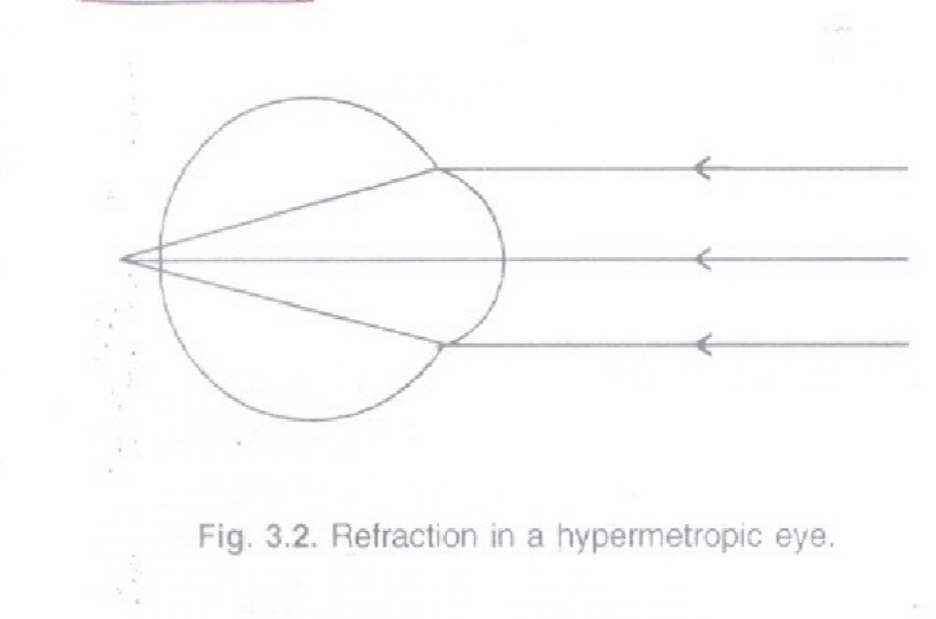 Fig. 3.2. Refraction in a hypermetropic eye.